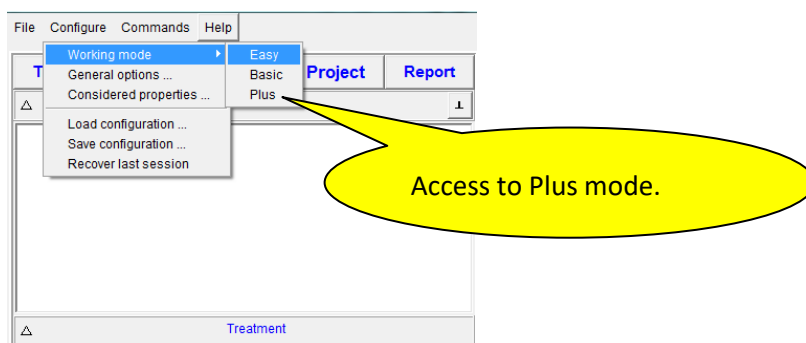 File Configure Commands Help
Working mode Easy
T General options ... Basic Project Report
Considered properties ... Plus
Load configuration ...
Save configuration ...
Recover last session
Access to Plus mode.
Treatment